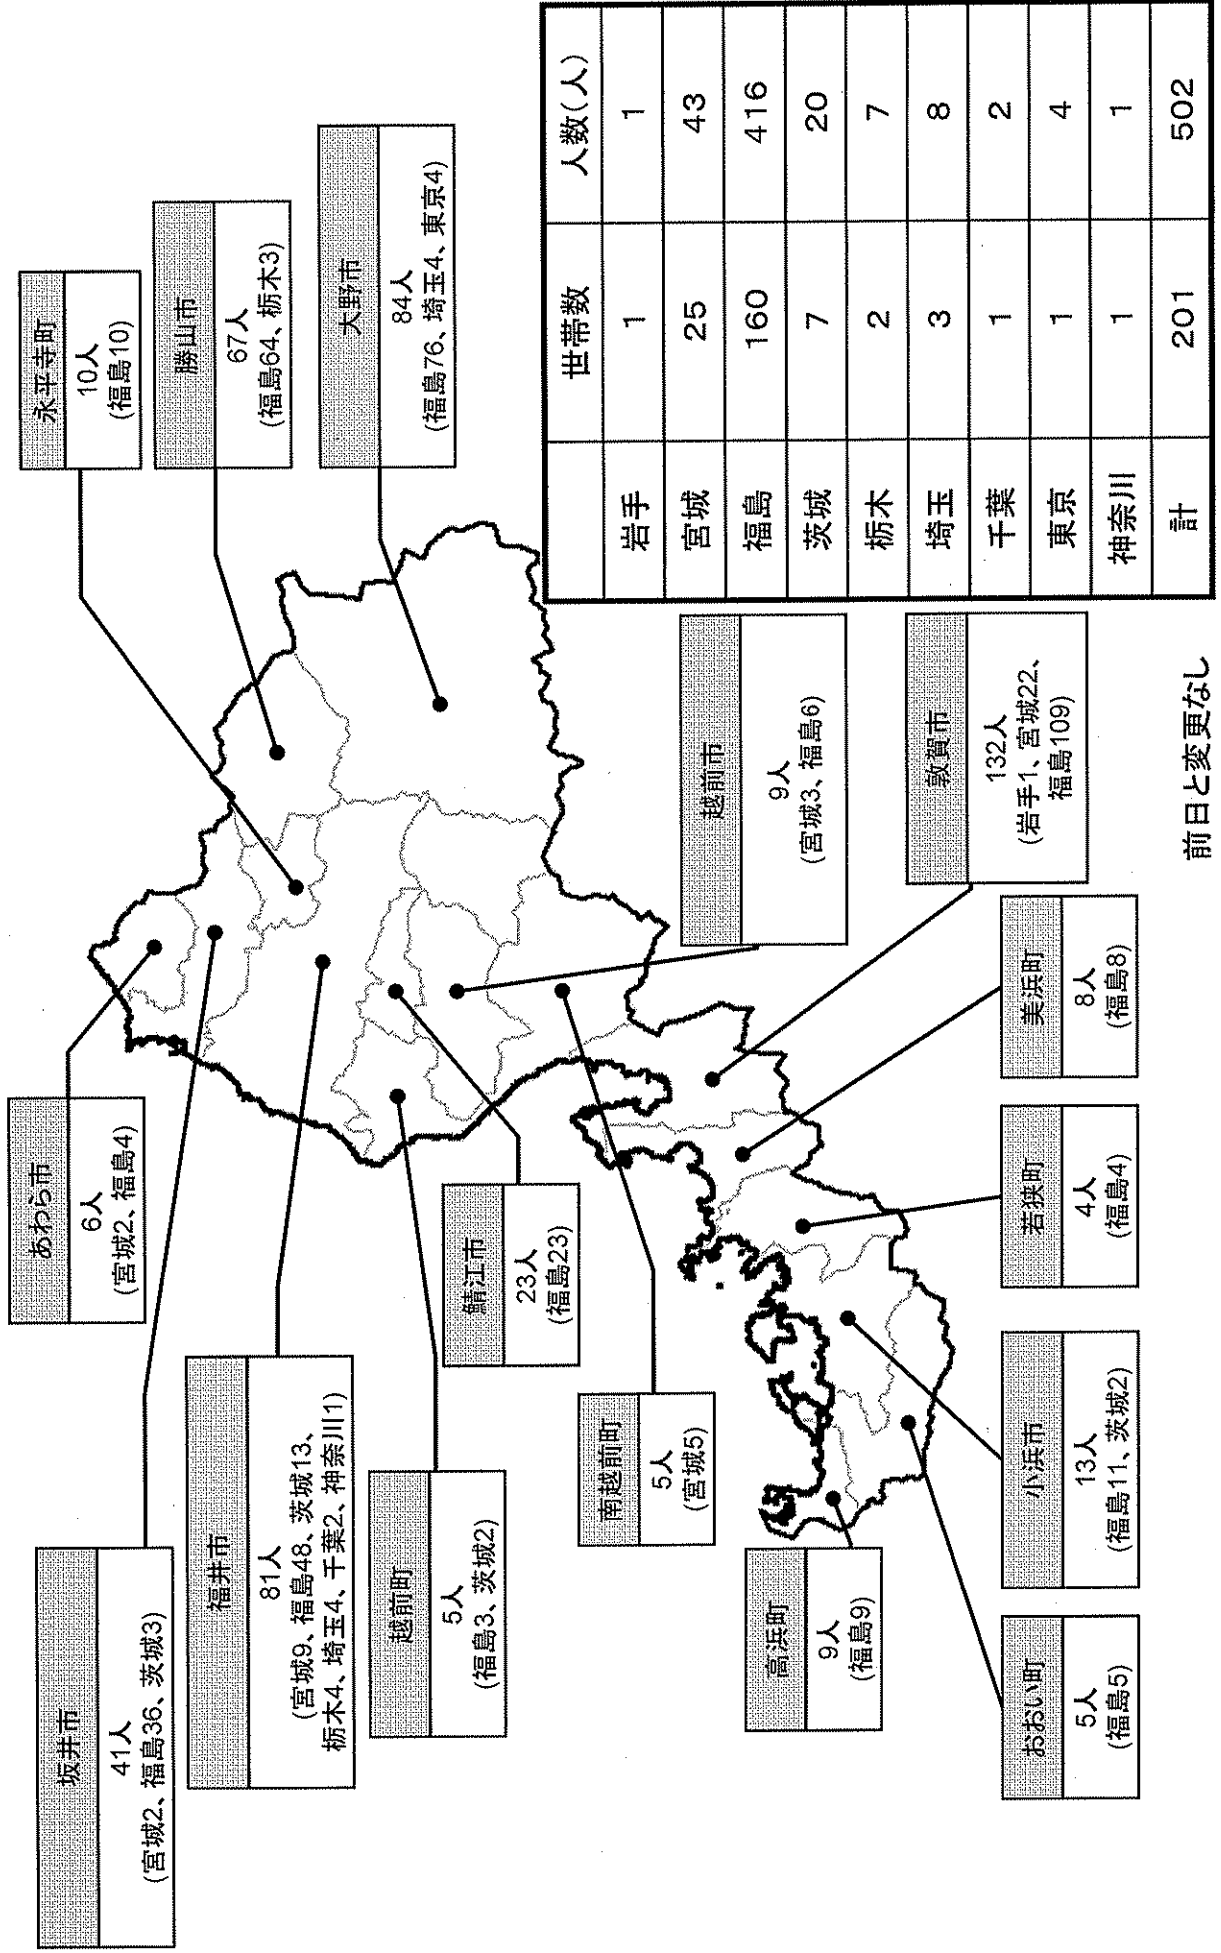 永平寺町
10人
(福島10)
勝山市
67人
(福島64、栃木3)
大野市
84人
(福島76、埼玉4、東京4)
あわら市
6人
(宮城2、福島4)
坂井市
41人
(宮城2、福島36、茨城3)
福井市
81人
(宮城9、福島48、茨城13、
栃木4、埼玉4、千葉2、神奈川1)
越前町
5人
(福島3、茨城2)
鯖江市
23人
(福島23)
南越前町
5人
(宮城5)
越前市
9人
(宮城3、福島6)
敦賀市
132人
(岩手1、宮城22、
福島109)
美浜町
8人
(福島8)
若狭町
4人
(福島4)
小浜市
13人
(福島11、茨城2)
おおい町
5人
(福島5)
高浜町
9人
(福島9)
世帯数 人数(人)
岩手 1 1
宮城 25 43
福島 160 416
茨城 7 20
栃木 2 7
埼玉 3 8
千葉 1 2
東京 1 4
神奈川 1 1
計 201 502
前日と変更なし